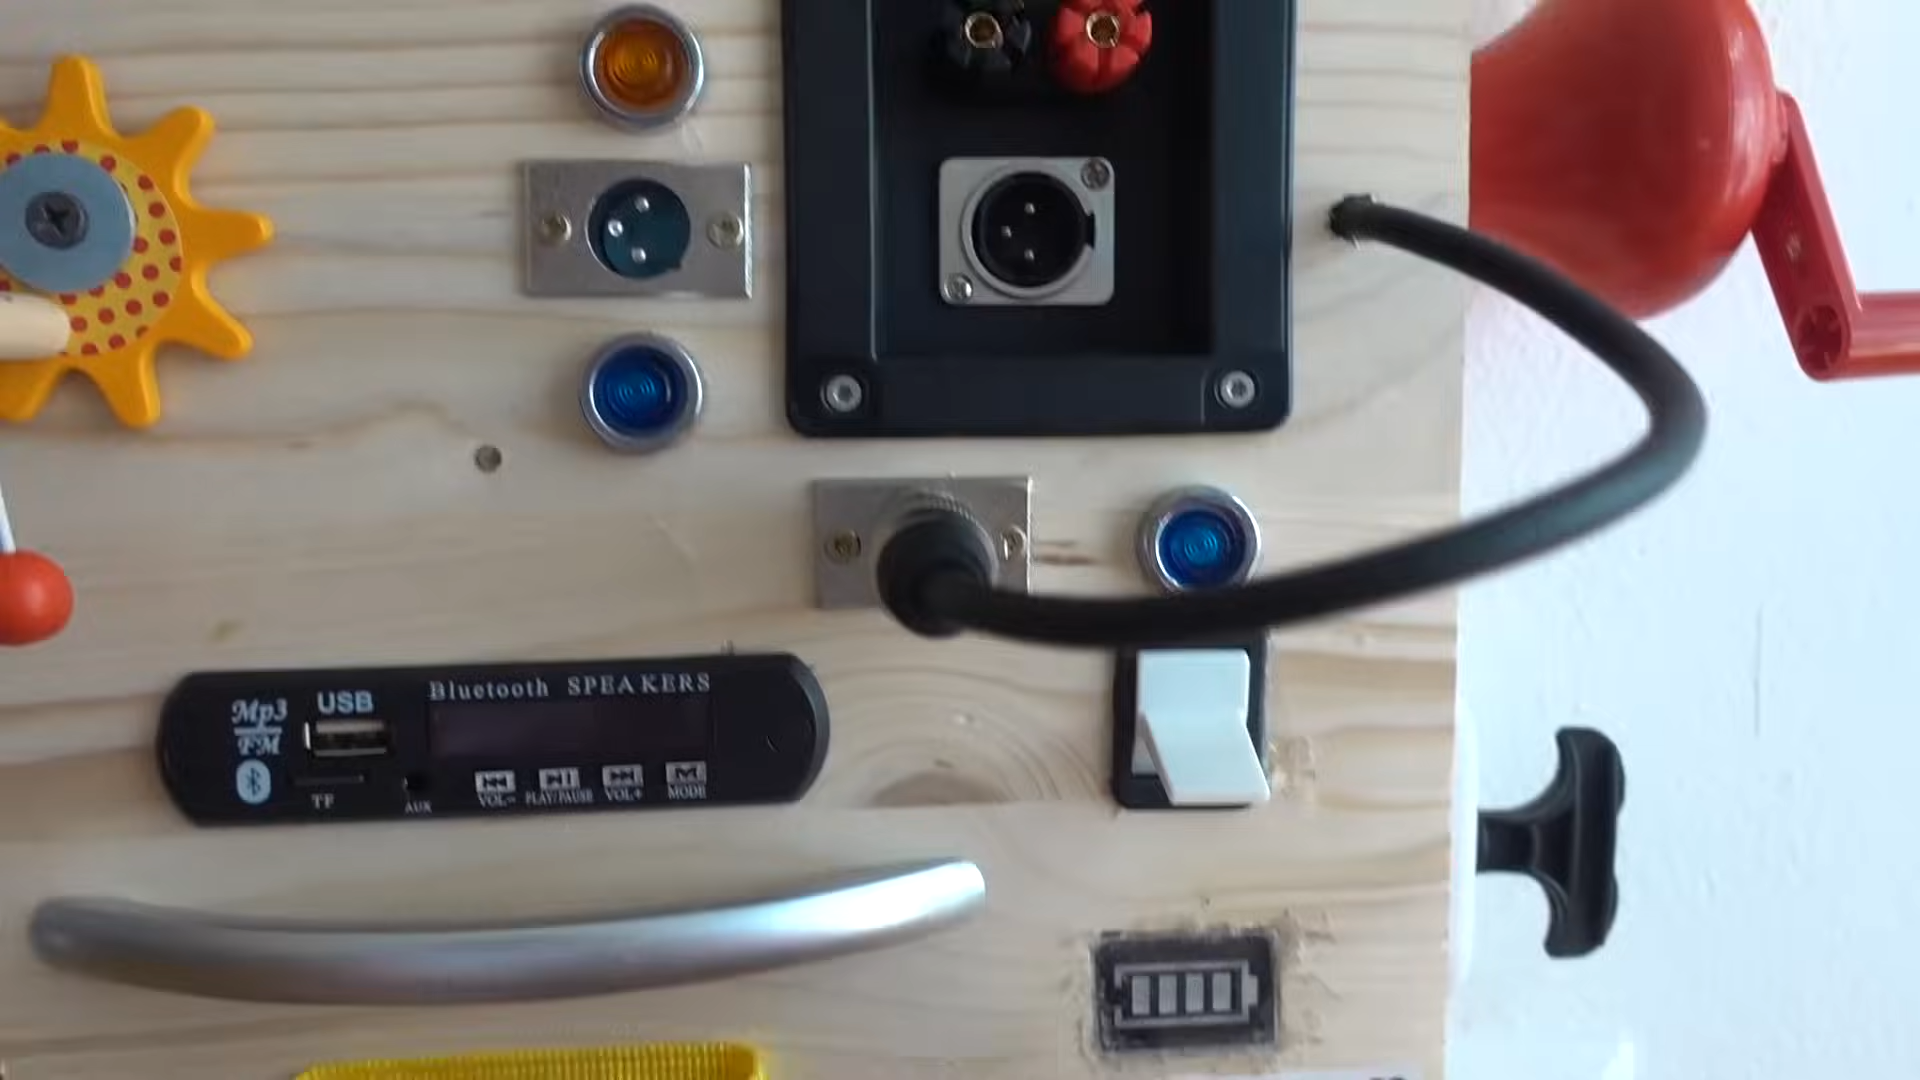 Bluetooth SPEAKERS
USB
Mp3
FM
TF
AUX
VOL-
PLAY/PAUSE
VOL+
MODE
M